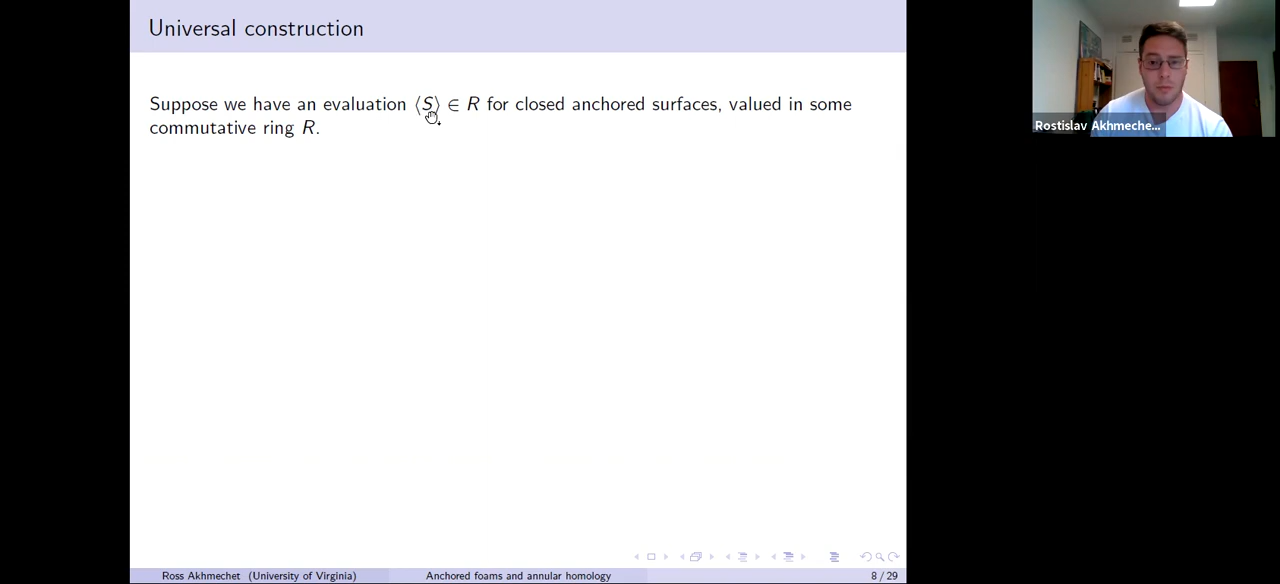 Universal construction
Suppose we have an evaluation ⟨S⟩ ∈ R for closed anchored surfaces, valued in some
commutative ring R.
Rostislav Akhmeche...
Ross Akhmechet (University of Virginia) Anchored foams and annular homology 8 / 29